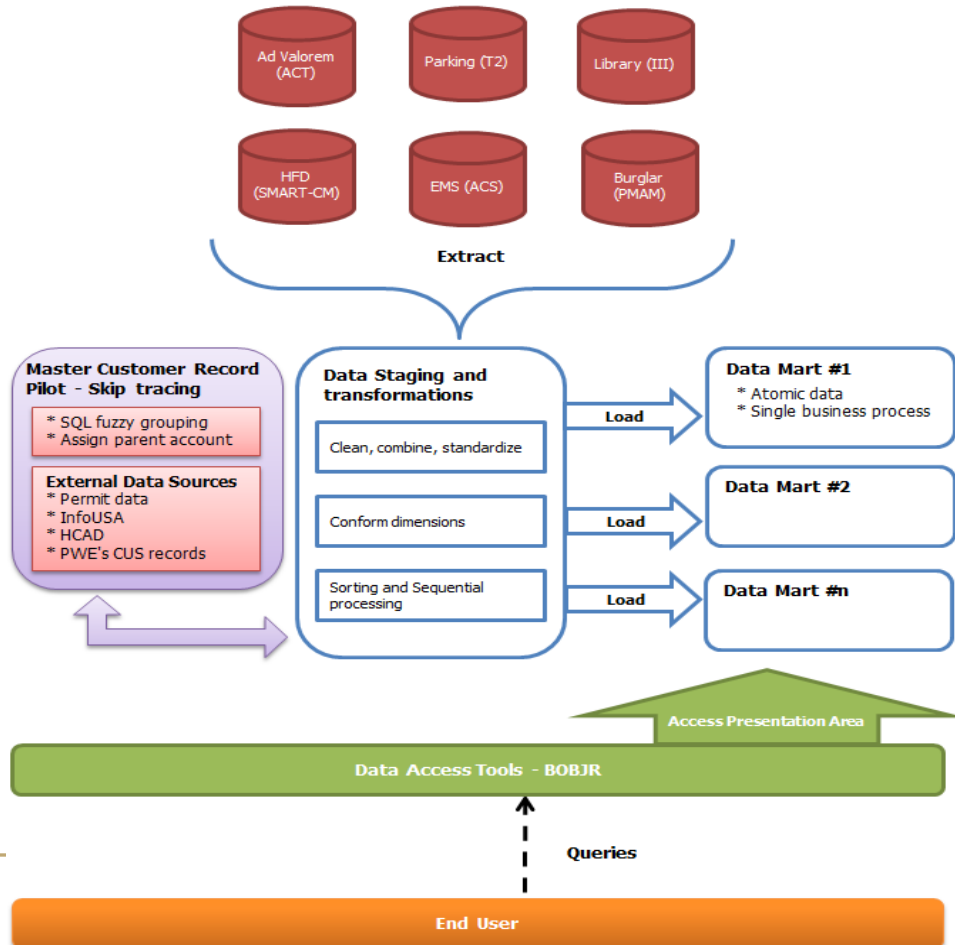 Ad Valorem
(ACT)
Parking (T2)
Library (III)
HFD
(SMART-CM)
EMS (ACS)
Burglar
(PMAM)
Extract
Master Customer Record
Pilot - Skip tracing
* SQL fuzzy grouping
* Assign parent account
External Data Sources
* Permit data
* InfoUSA
* HCAD
* PWE's CUS records
Data Staging and
transformations
Clean, combine, standardize
Conform dimensions
Sorting and Sequential
processing
Load
Load
Load
Data Mart #1
* Atomic data
* Single business process
Data Mart #2
Data Mart #n
Access Presentation Area
Data Access Tools - BOBJR
Queries
End User